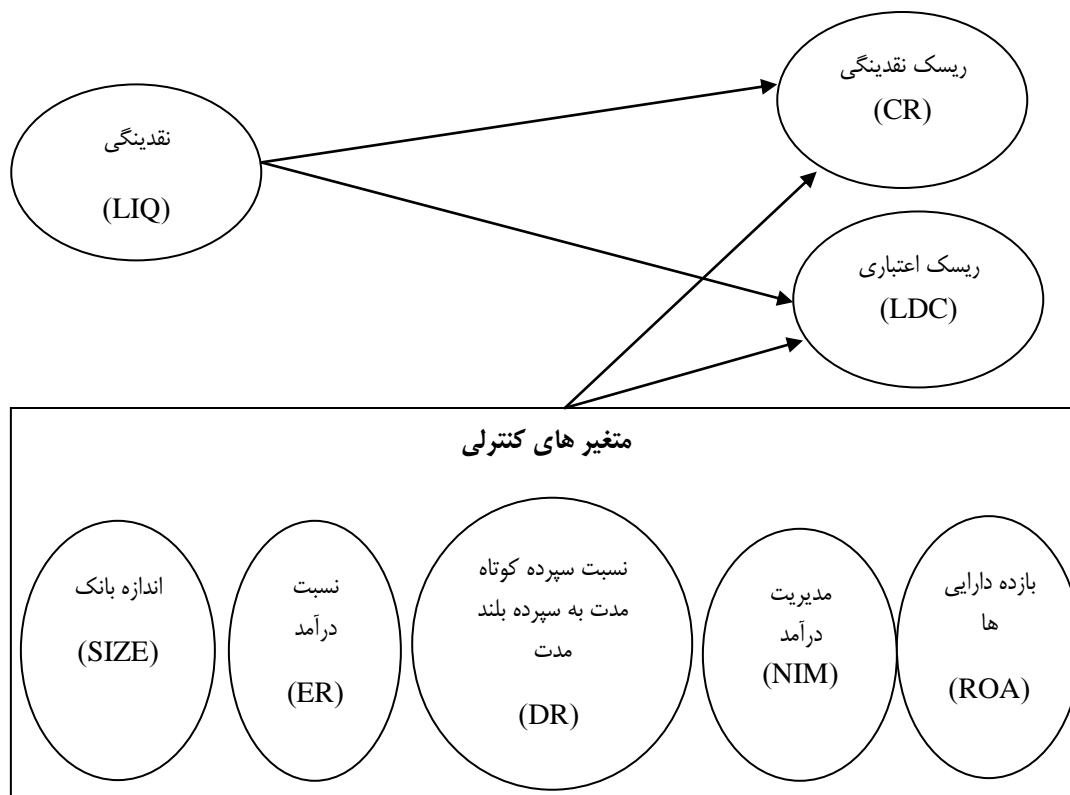 ریسک نقدینگی
(CR)
نقدینگی
(LIQ)
ریسک اعتباری
(LDC)
متغیر های کنترلی
بازده دارایی
ها
(ROA)
مدیریت
درآمد
(NIM)
نسبت سپرده کوتاه
مدت به سپرده بلند
مدت
(DR)
نسبت
درآمد
(ER)
اندازه بانک
(SIZE)